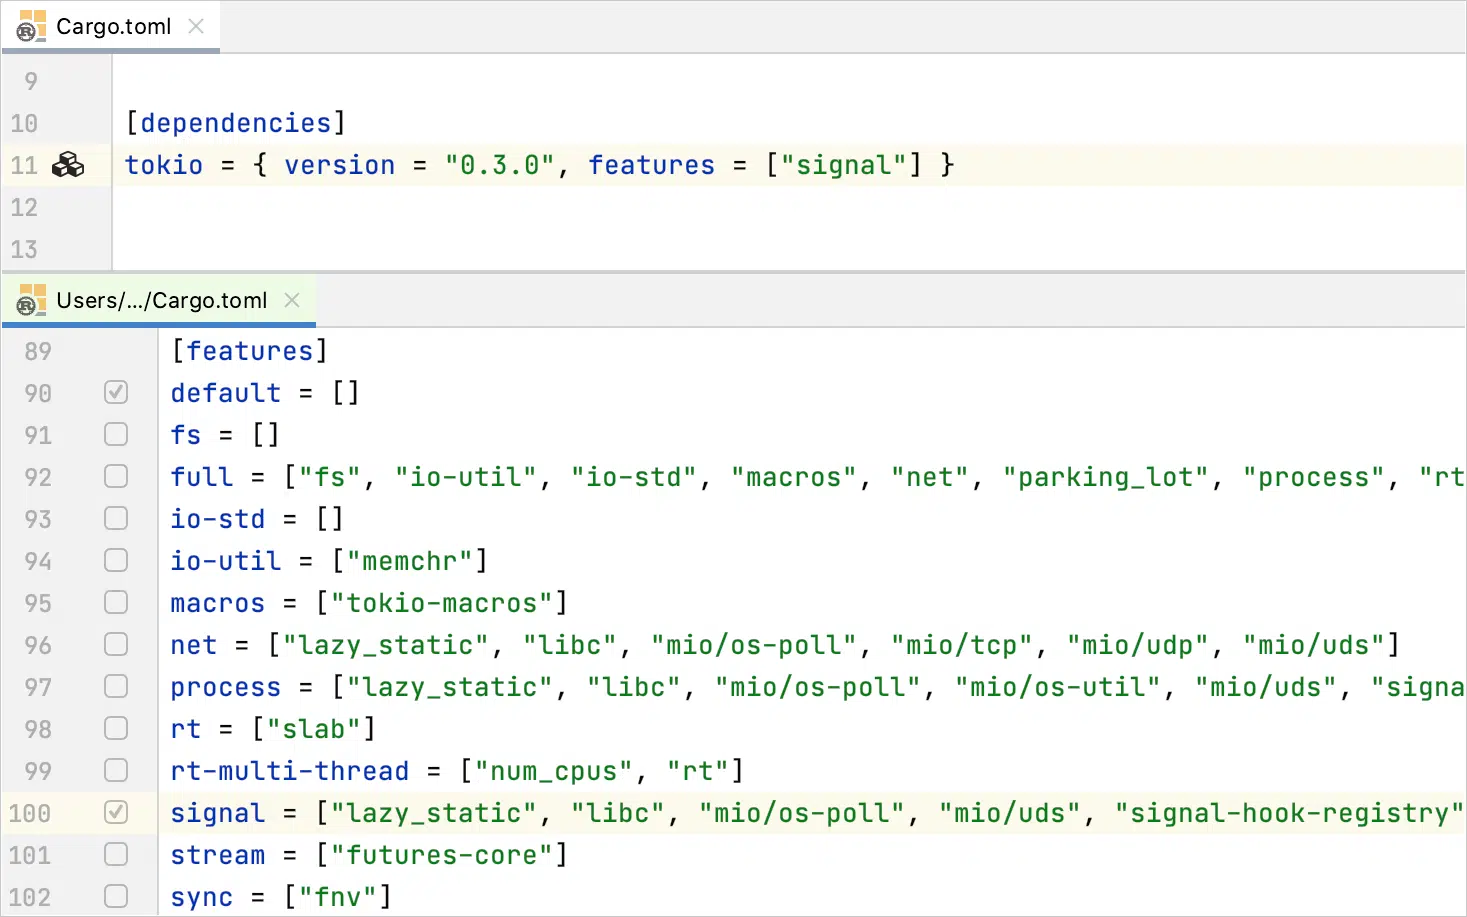 Cargo.toml
9
10 [dependencies]
11 tokio = { version = "0.3.0", features = ["signal"] }
12
13
Users/.../Cargo.toml
89 [features]
90 default = []
91 fs = []
92 full = ["fs", "io-util", "io-std", "macros", "net", "parking_lot", "process", "rt
93 io-std = []
94 io-util = ["memchr"]
95 macros = ["tokio-macros"]
96 net = ["lazy_static", "libc", "mio/os-poll", "mio/tcp", "mio/udp", "mio/uds"]
97 process = ["lazy_static", "libc", "mio/os-poll", "mio/os-util", "mio/uds", "signa
98 rt = ["slab"]
99 rt-multi-thread = ["num_cpus", "rt"]
100 signal = ["lazy_static", "libc", "mio/os-poll", "mio/uds", "signal-hook-registry"
101 stream = ["futures-core"]
102 sync = ["fnv"]